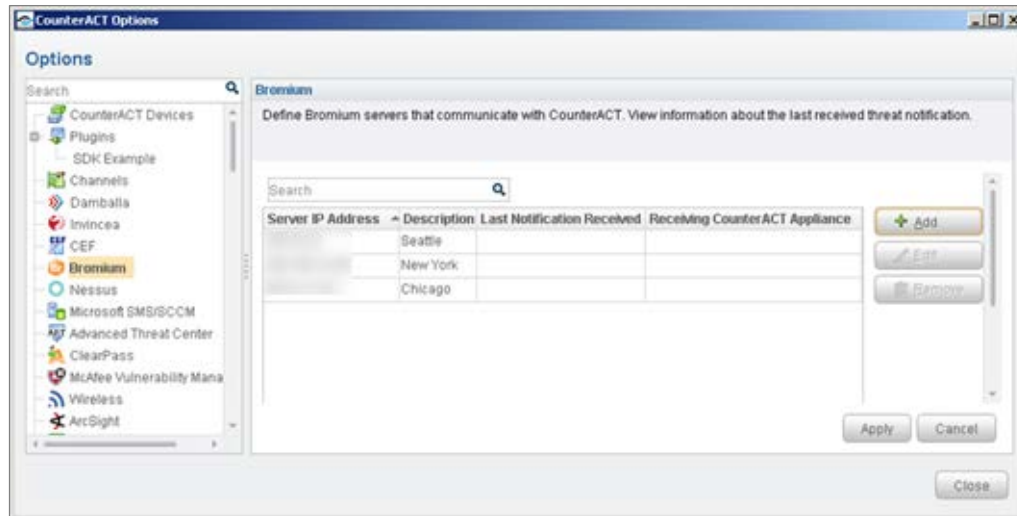 CounterACT Options
Options
Search
CounterACT Devices
Plugins
SDK Example
Channels
Damballa
Invincea
CEF
Bromium
Nessus
Microsoft SMS/SCCM
Advanced Threat Center
ClearPass
McAfee Vulnerability Mana
Wireless
ArcSight
Bromium
Define Bromium servers that communicate with CounterACT. View information about the last received threat notification.
Search
Server IP Address Description Last Notification Received Receiving CounterACT Appliance
Seattle
New York
Chicago
Add
Edit
Remove
Apply Cancel
Close